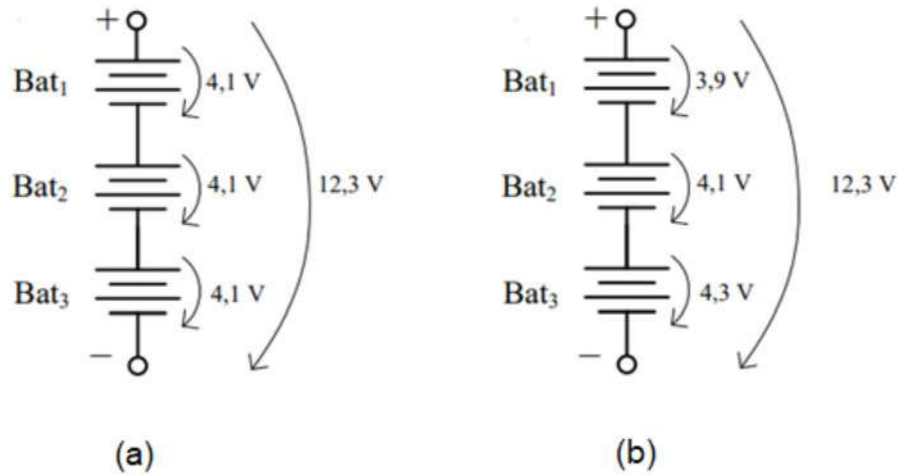 +
Bat₁
4,1 V
Bat₂
4,1 V
12,3 V
Bat₃
4,1 V
−
(a)
+
Bat₁
3,9 V
Bat₂
4,1 V
12,3 V
Bat₃
4,3 V
−
(b)